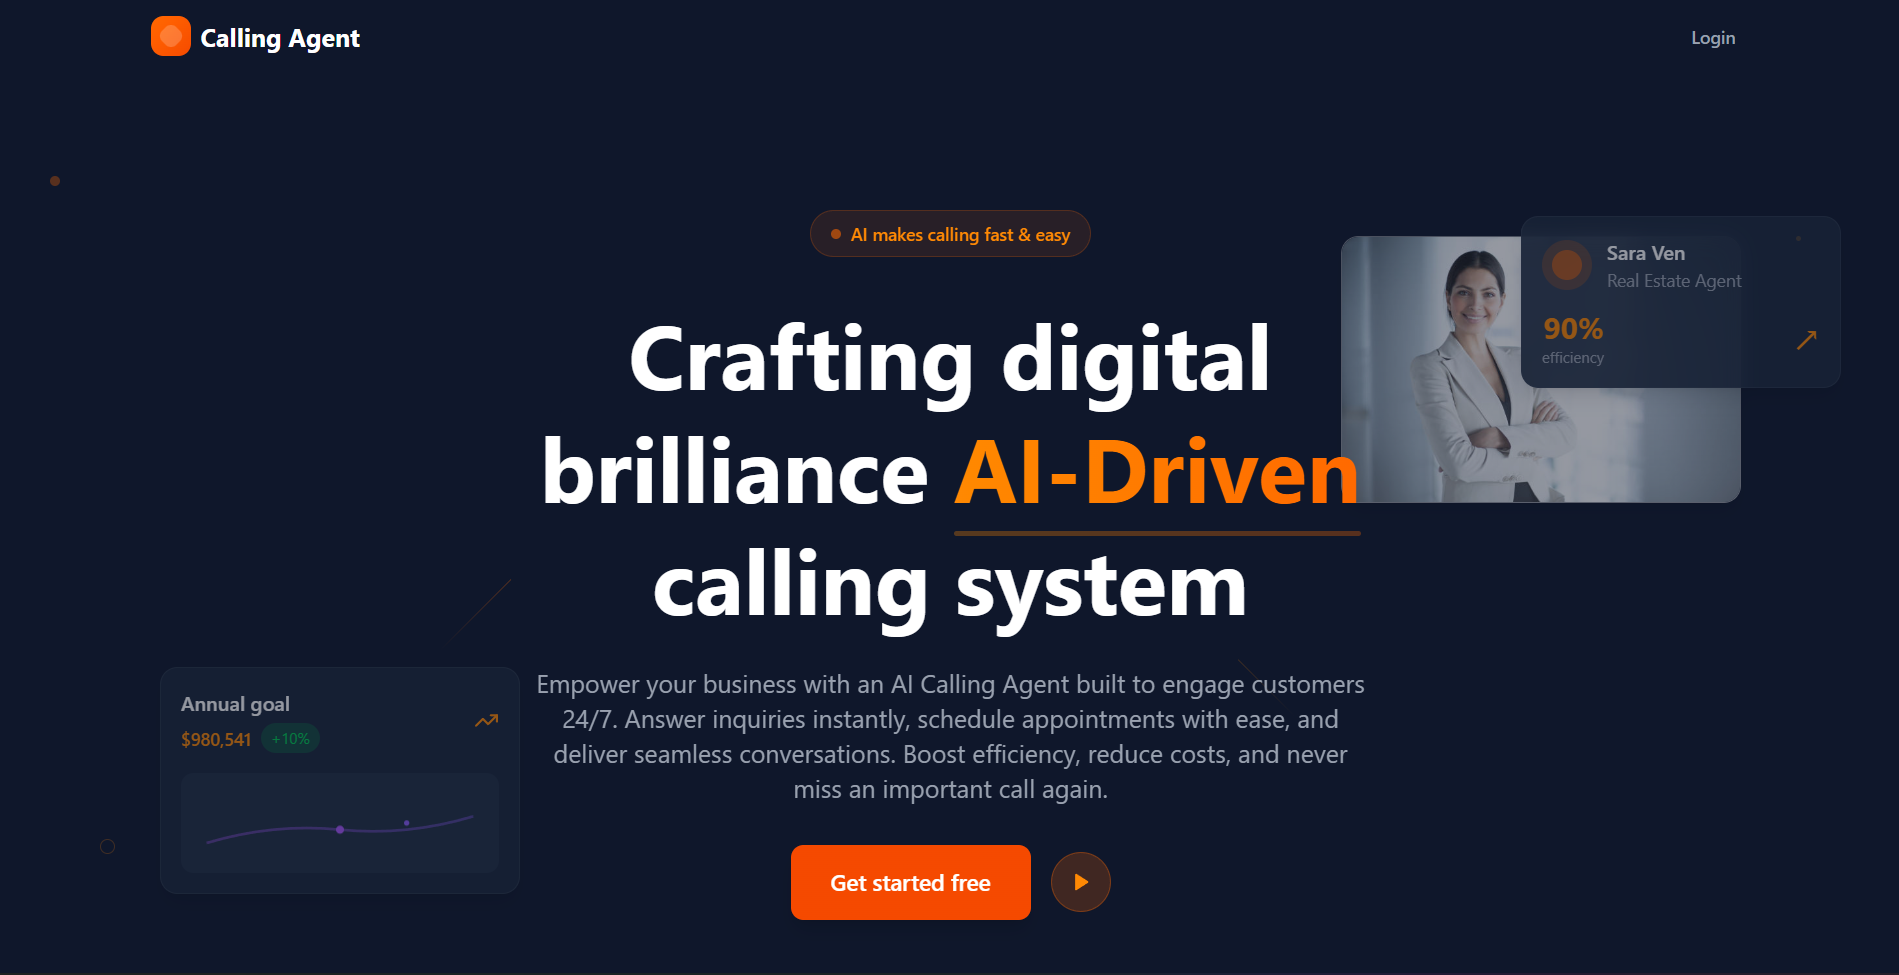 Calling Agent
Login
AI makes calling fast & easy
Crafting digital
brilliance AI-Driven
calling system
Sara Ven
Real Estate Agent
90%
efficiency
Annual goal
$980,541 +10%
Empower your business with an AI Calling Agent built to engage customers
24/7. Answer inquiries instantly, schedule appointments with ease, and
deliver seamless conversations. Boost efficiency, reduce costs, and never
miss an important call again.
Get started free